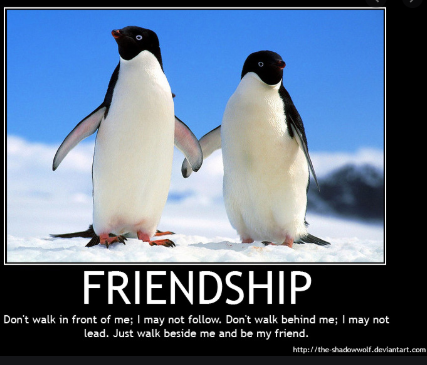 FRIENDSHIP
Don't walk in front of me; I may not follow. Don't walk behind me; I may not
lead. Just walk beside me and be my friend.
http://the-shadowwolf.deviantart.com